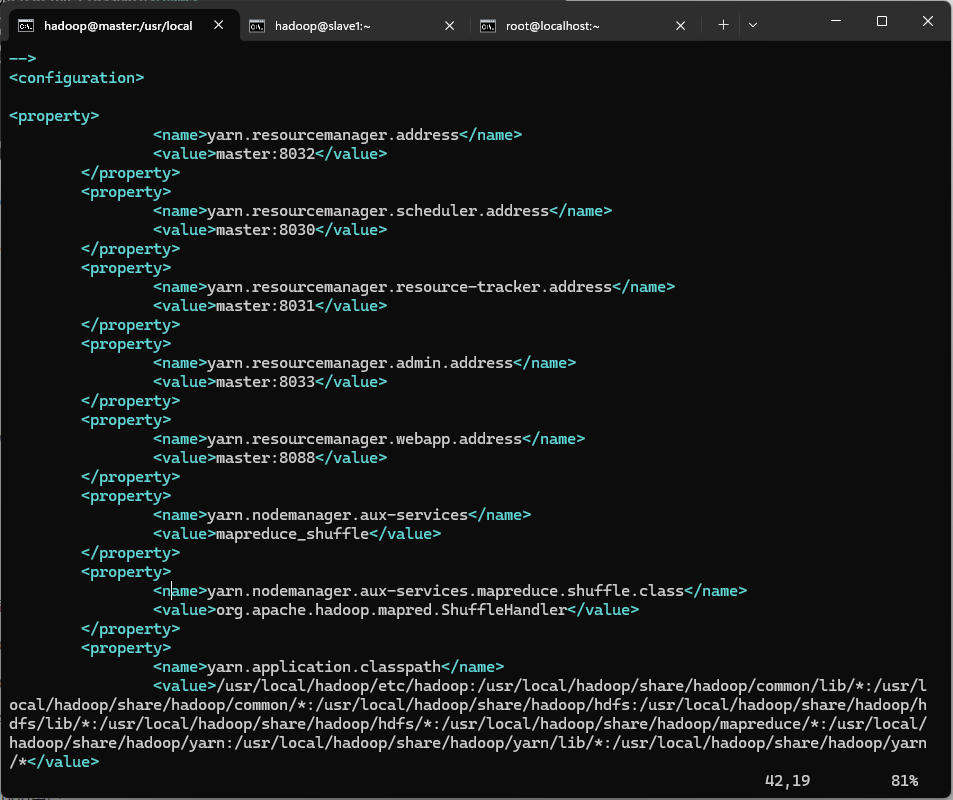 hadoop@master:/usr/local
hadoop@slave1:~
root@localhost:~
-->
<configuration>
<property>
<name>yarn.resourcemanager.address</name>
<value>master:8032</value>
</property>
<property>
<name>yarn.resourcemanager.scheduler.address</name>
<value>master:8030</value>
</property>
<property>
<name>yarn.resourcemanager.resource-tracker.address</name>
<value>master:8031</value>
</property>
<property>
<name>yarn.resourcemanager.admin.address</name>
<value>master:8033</value>
</property>
<property>
<name>yarn.resourcemanager.webapp.address</name>
<value>master:8088</value>
</property>
<property>
<name>yarn.nodemanager.aux-services</name>
<value>mapreduce_shuffle</value>
</property>
<property>
<name>yarn.nodemanager.aux-services.mapreduce.shuffle.class</name>
<value>org.apache.hadoop.mapred.ShuffleHandler</value>
</property>
<property>
<name>yarn.application.classpath</name>
<value>/usr/local/hadoop/etc/hadoop:/usr/local/hadoop/share/hadoop/common/lib/*:/usr/l
ocal/hadoop/share/hadoop/common/*:/usr/local/hadoop/share/hadoop/hdfs:/usr/local/hadoop/share/hadoop/h
dfs/lib/*:/usr/local/hadoop/share/hadoop/hdfs/*:/usr/local/hadoop/share/hadoop/mapreduce/*:/usr/local/
hadoop/share/hadoop/yarn:/usr/local/hadoop/share/hadoop/yarn/lib/*:/usr/local/hadoop/share/hadoop/yarn
/*</value>
42,19 81%